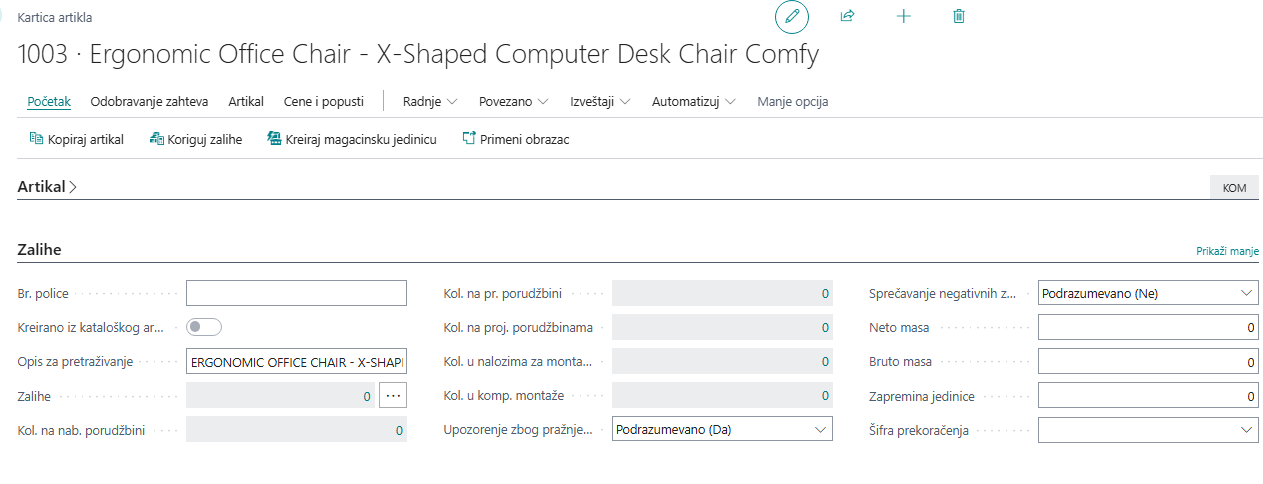 Kartica artikla
1003 · Ergonomic Office Chair - X-Shaped Computer Desk Chair Comfy
Početak Odobravanje zahteva Artikal Cene i popusti Radnje Povezano Izveštaji Automatizuj Manje opcija
Kopiraj artikal Koriguj zalihe Kreiraj magacinsku jedinicu Primeni obrazac
Artikal KOM
Zalihe Prikaži manje
Br. police
Kreirano iz kataloškog ar...
Opis za pretraživanje ERGONOMIC OFFICE CHAIR - X-SHAPI
Zalihe 0 ...
Kol. na nab. porudžbini 0
Kol. na pr. porudžbini 0
Kol. na proj. porudžbinama 0
Kol. u nalozima za monta... 0
Kol. u komp. montaže 0
Upozorenje zbog pražnje... Podrazumevano (Da)
Sprečavanje negativnih z... Podrazumevano (Ne)
Neto masa 0
Bruto masa 0
Zapremina jedinice 0
Šifra prekoračenja